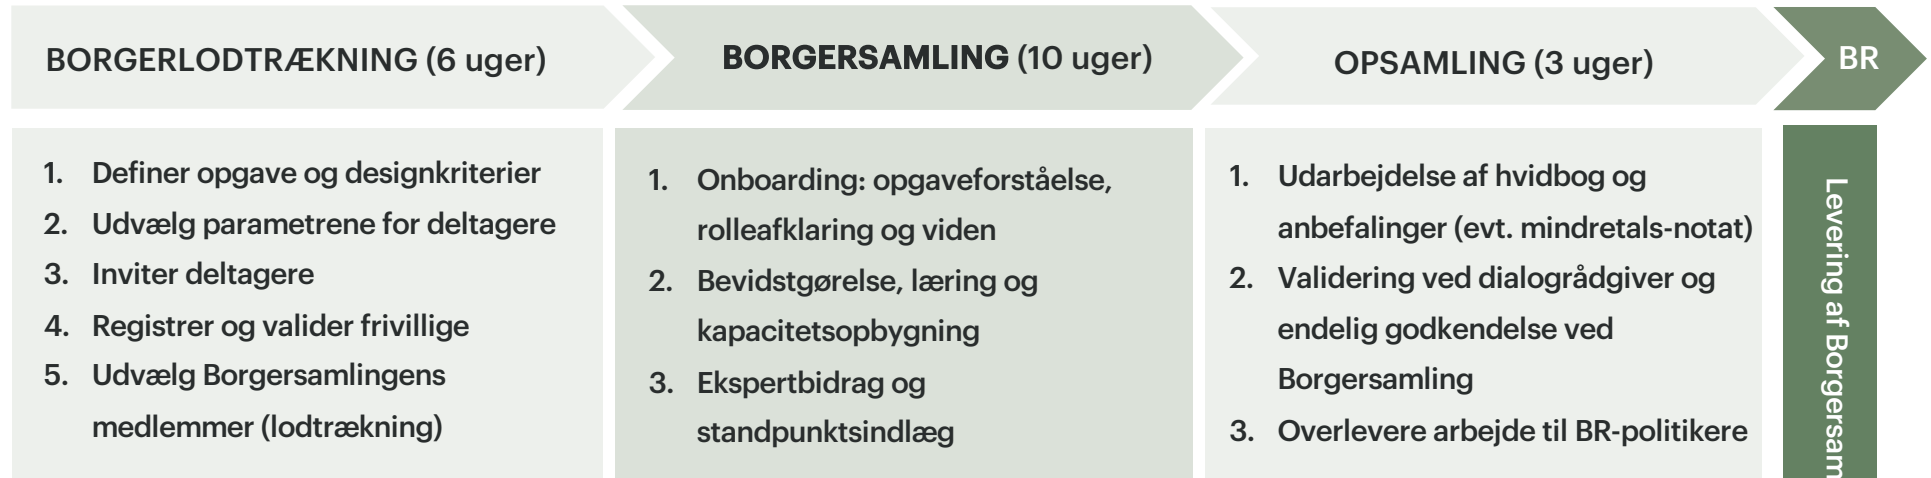 BORGERLODTRÆKNING (6 uger)
BORGERSAMLING (10 uger)
OPSAMLING (3 uger)
BR
1. Definer opgave og designkriterier
2. Udvælg parametrene for deltagere
3. Inviter deltagere
4. Registrer og valider frivillige
5. Udvælg Borgersamlingens
medlemmer (lodtrækning)
1. Onboarding: opgaveforståelse,
rolleafklaring og viden
2. Bevidstgørelse, læring og
kapacitetsopbygning
3. Ekspertbidrag og
standpunktsindlæg
1. Udarbejdelse af hvidbog og
anbefalinger (evt. mindretals-notat)
2. Validering ved dialogrådgiver og
endelig godkendelse ved
Borgersamling
3. Overlevere arbejde til BR-politikere
Levering af